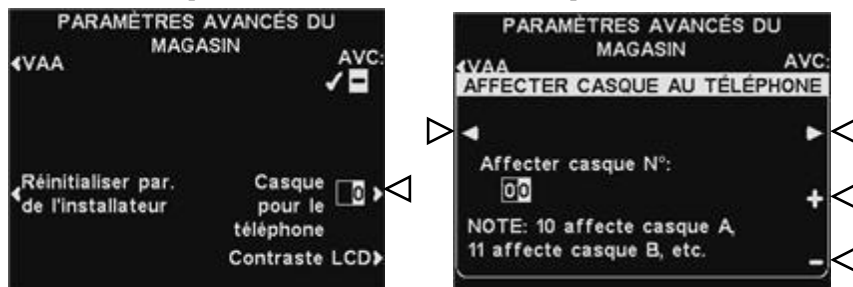 PARAMÈTRES AVANCÉS DU
MAGASIN
VAA
AVC:
Réinitialiser par.
de l'installateur
Casque
pour le
téléphone
0
Contraste LCD
PARAMÈTRES AVANCÉS DU
MAGASIN
VAA
AVC:
AFFECTER CASQUE AU TÉLÉPHONE
Affecter casque N°:
00
+
NOTE: 10 affecte casque A,
11 affecte casque B, etc.
-